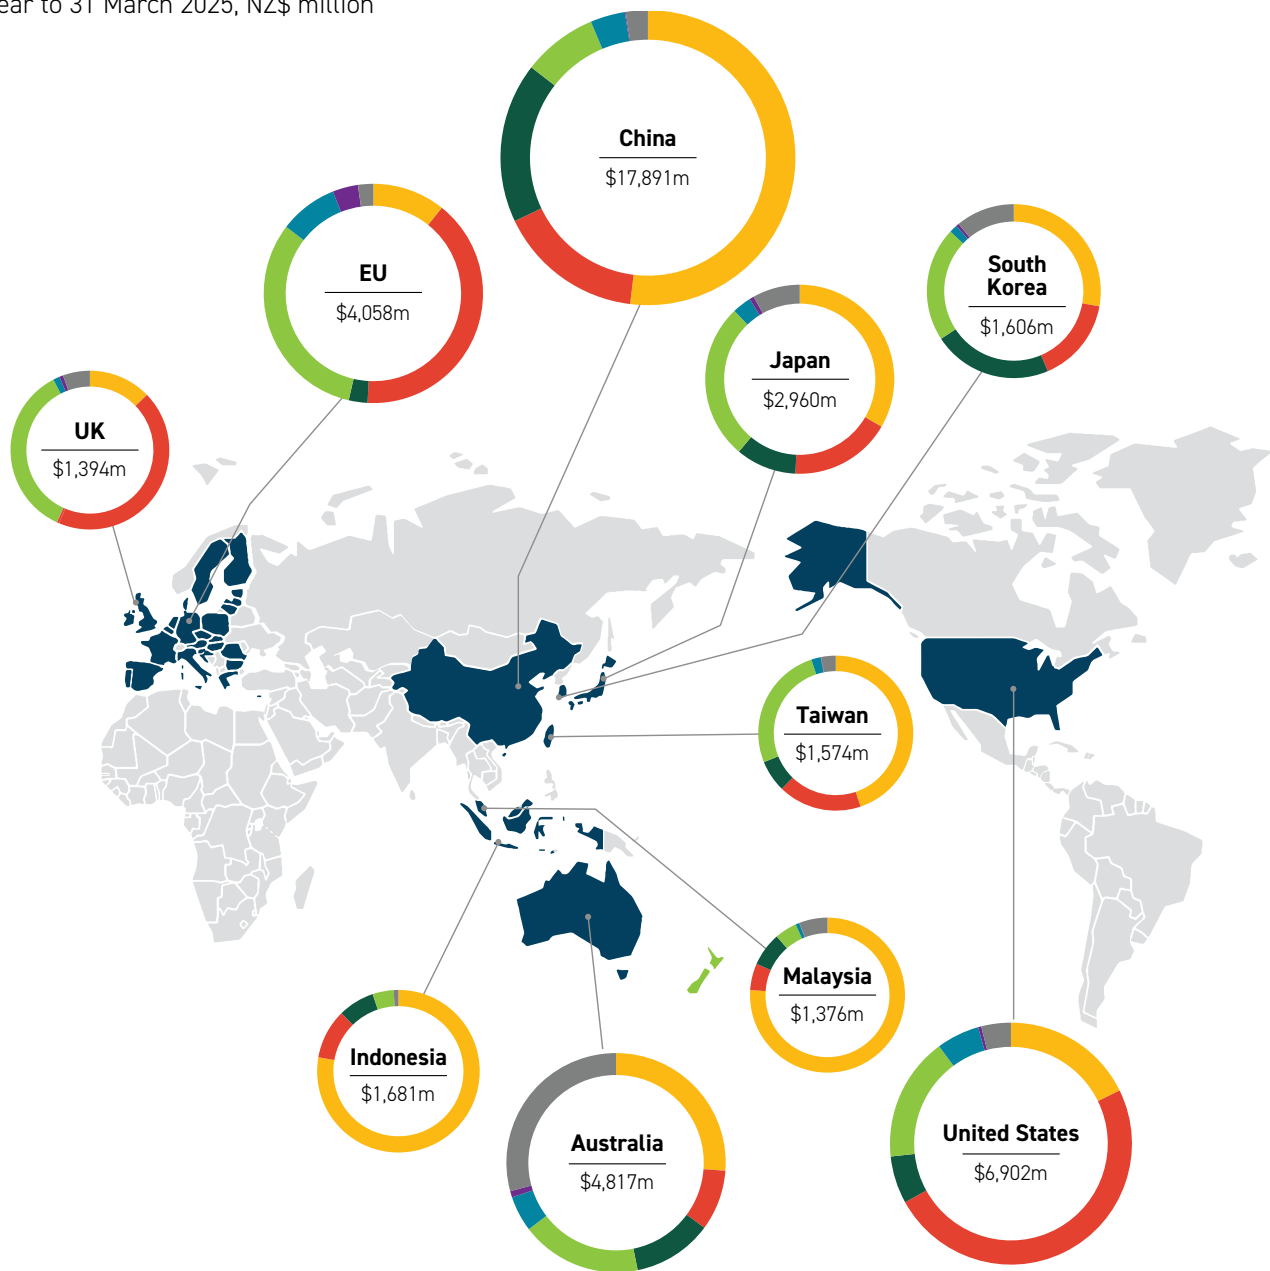 ear to 31 March 2025, NZ$ million
China
$17,891m
EU
$4,058m
South
Korea
$1,606m
Japan
$2,960m
UK
$1,394m
Taiwan
$1,574m
Malaysia
$1,376m
Indonesia
$1,681m
Australia
$4,817m
United States
$6,902m